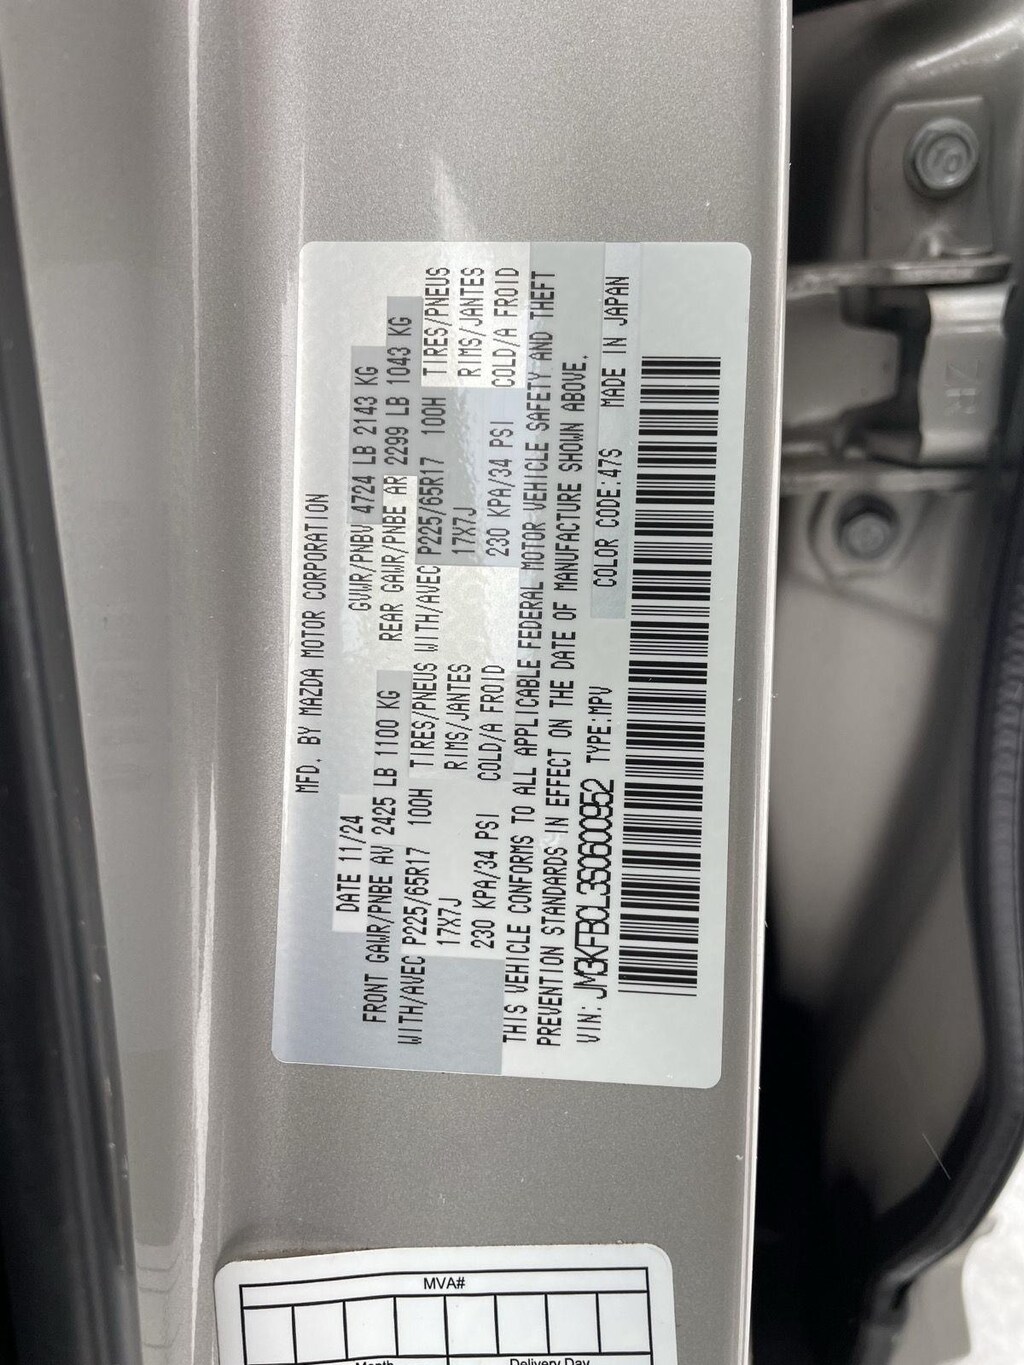 MFD. BY MAZDA MOTOR CORPORATION
DATE 11/24 GVWR/PNBV 4724 LB 2143 KG
FRONT GAWR/PNBE AV 2425 LB 1100 KG REAR GAWR/PNBE AR 2299 LB 1043 KG
WITH/AVEC P225/65R17 100H TIRES/PNEUS WITH/AVEC P225/65R17 100H TIRES/PNEUS
17X7J RIMS/JANTES 17X7J RIMS/JANTES
230 KPA/34 PSI COLD/A FROID 230 KPA/34 PSI COLD/A FROID
THIS VEHICLE CONFORMS TO ALL APPLICABLE FEDERAL MOTOR VEHICLE SAFETY AND THEFT
PREVENTION STANDARDS IN EFFECT ON THE DATE OF MANUFACTURE SHOWN ABOVE.
VIN: JM3KFBCL3S0600952 TYPE:MPV COLOR CODE:47S MADE IN JAPAN
MVA#
Month Delivery Day